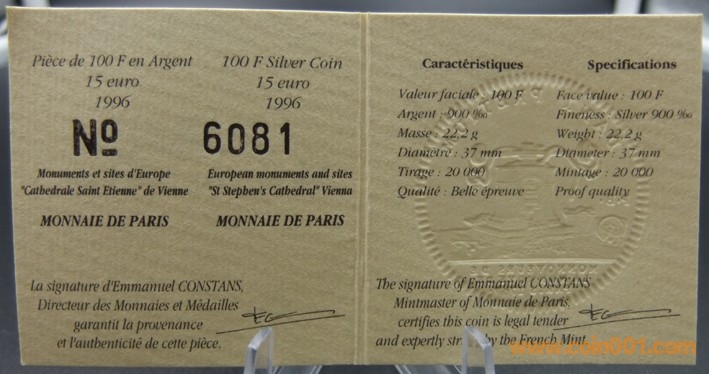 Pièce de 100 F en Argent
15 euro
1996
100 F Silver Coin
15 euro
1996
Nº 6081
Monuments et sites d'Europe
"Cathedrale Saint Etienne" de Vienne
MONNAIE DE PARIS
European monuments and sites
"St Stephen's Cathedral" Vienna
MONNAIE DE PARIS
La signature d'Emmanuel CONSTANS,
Directeur des Monnaies et Médailles
garantit la provenance
et l'authenticité de cette pièce.
Caractéristiques
Valeur faciale : 100 F
Argent : 900 ‰
Masse : 22,2 g
Diamètre : 37 mm
Tirage : 20 000
Qualité : Belle épreuve
Specifications
Face value : 100 F
Fineness : Silver 900 ‰
Weight : 22,2 g
Diameter : 37 mm
Mintage : 20 000
Proof quality
The signature of Emmanuel CONSTANS
Mintmaster of Monnaie de Paris,
certifies this coin is legal tender
and expertly struck by the French Mint.
www.coin001.com